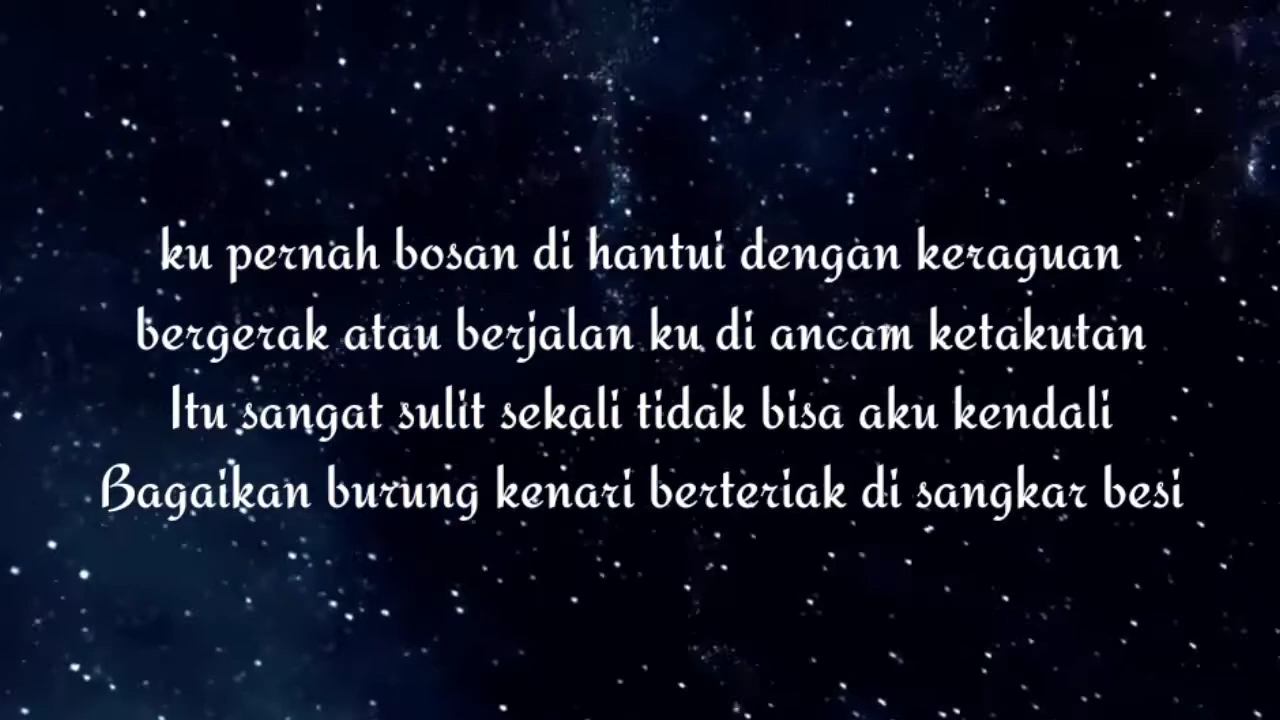 ku pernah bosan di hantui dengan keraguan
bergerak atau berjalan ku di ancam ketakutan
Itu sangat sulit sekali tidak bisa aku kendali
Bagaikan burung kenari berteriak di sangkar besi